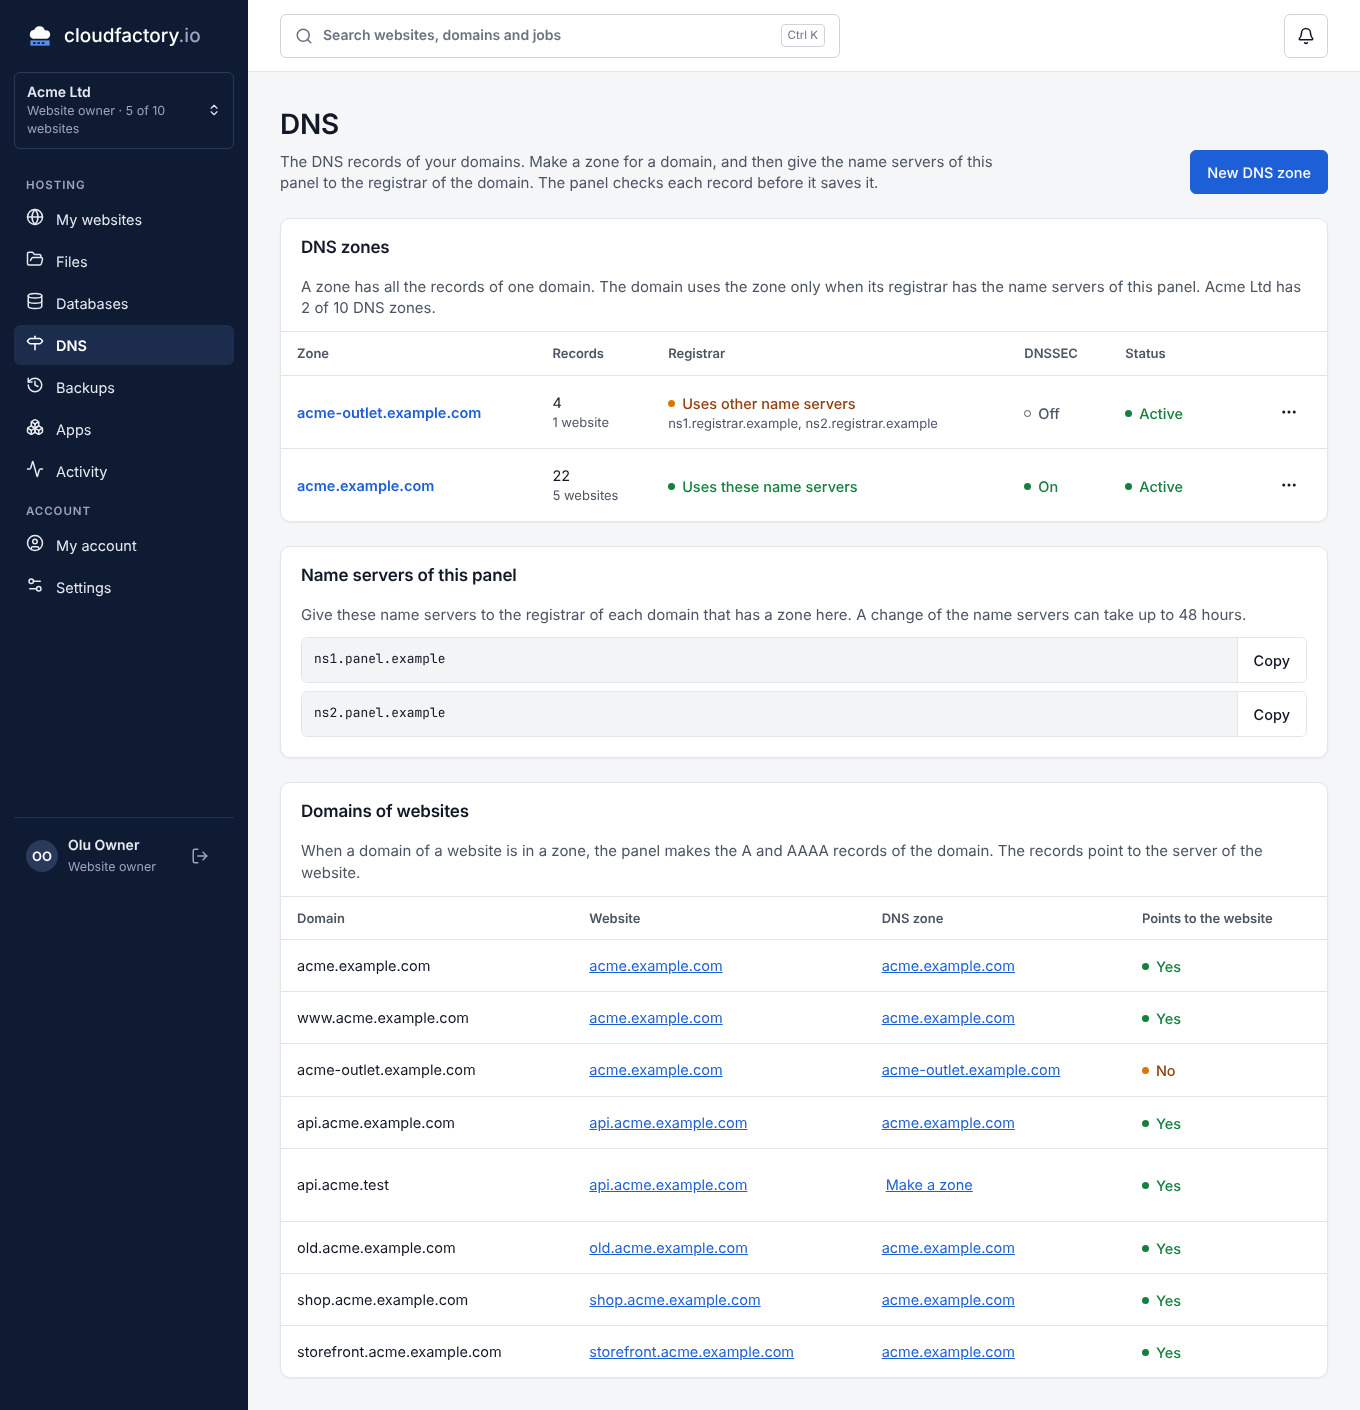 cloudfactory.io
Search websites, domains and jobs
Ctrl K
Acme Ltd
Website owner · 5 of 10
websites
HOSTING
My websites
Files
Databases
DNS
Backups
Apps
Activity
ACCOUNT
My account
Settings
OO
Olu Owner
Website owner
DNS
The DNS records of your domains. Make a zone for a domain, and then give the name servers of this
panel to the registrar of the domain. The panel checks each record before it saves it.
New DNS zone
DNS zones
A zone has all the records of one domain. The domain uses the zone only when its registrar has the name servers of this panel. Acme Ltd has
2 of 10 DNS zones.
Zone Records Registrar DNSSEC Status
acme-outlet.example.com 4 Uses other name servers Off Active
1 website ns1.registrar.example, ns2.registrar.example
acme.example.com 22 Uses these name servers On Active
5 websites
Name servers of this panel
Give these name servers to the registrar of each domain that has a zone here. A change of the name servers can take up to 48 hours.
ns1.panel.example Copy
ns2.panel.example Copy
Domains of websites
When a domain of a website is in a zone, the panel makes the A and AAAA records of the domain. The records point to the server of the
website.
Domain Website DNS zone Points to the website
acme.example.com acme.example.com acme.example.com Yes
www.acme.example.com acme.example.com acme.example.com Yes
acme-outlet.example.com acme.example.com acme-outlet.example.com No
api.acme.example.com api.acme.example.com acme.example.com Yes
api.acme.test api.acme.example.com Make a zone Yes
old.acme.example.com old.acme.example.com acme.example.com Yes
shop.acme.example.com shop.acme.example.com acme.example.com Yes
storefront.acme.example.com storefront.acme.example.com acme.example.com Yes